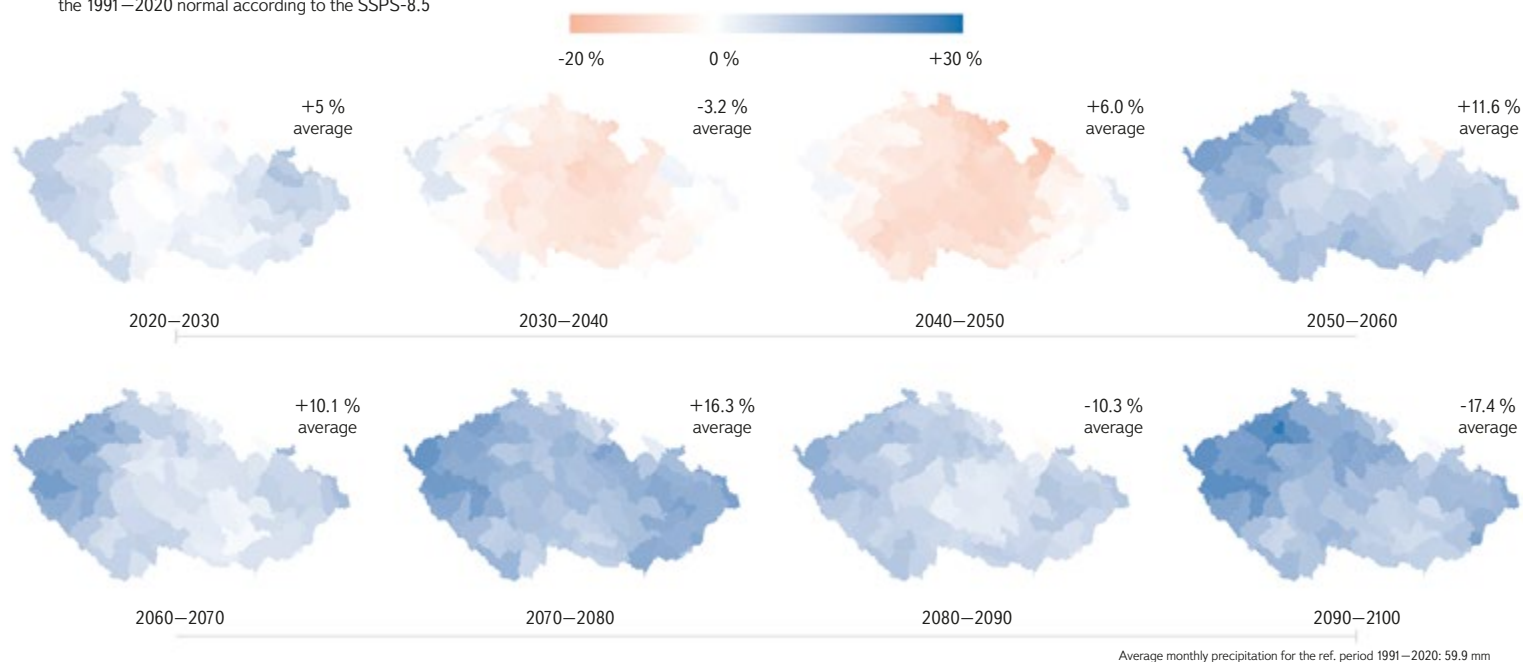 the 1991—2020 normal according to the SSPS-8.5
-20 % 0 % +30 %
+5 %
average
-3.2 %
average
+6.0 %
average
+11.6 %
average
2020—2030 2030—2040 2040—2050 2050—2060
+10.1 %
average
+16.3 %
average
-10.3 %
average
-17.4 %
average
2060—2070 2070—2080 2080—2090 2090—2100
Average monthly precipitation for the ref. period 1991—2020: 59.9 mm